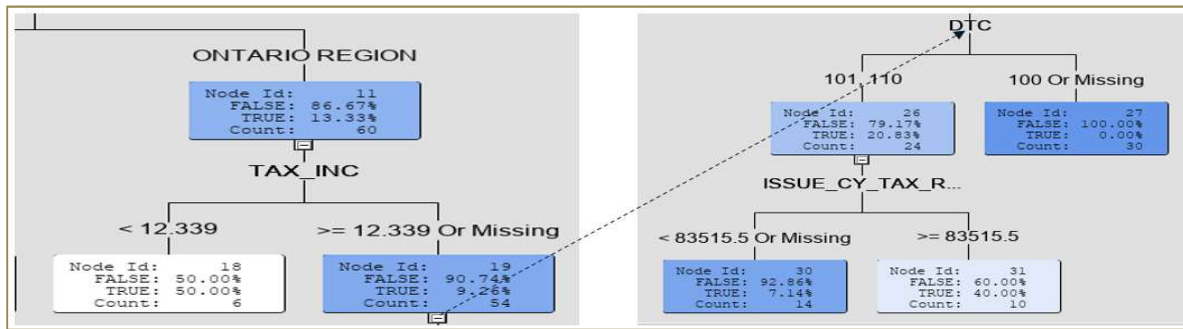 ONTARIO REGION
Node Id: 11
FALSE: 86.67%
TRUE: 13.33%
Count: 60
TAX_INC
< 12.339
>= 12.339 Or Missing
Node Id: 18
FALSE: 50.00%
TRUE: 50.00%
Count: 6
Node Id: 19
FALSE: 90.74%
TRUE: 9.26%
Count: 54
DTC
101, 110
100 Or Missing
Node Id: 26
FALSE: 79.17%
TRUE: 20.83%
Count: 24
Node Id: 27
FALSE: 100.00%
TRUE: 0.00%
Count: 30
ISSUE_CY_TAX_R...
< 83515.5 Or Missing
>= 83515.5
Node Id: 30
FALSE: 92.86%
TRUE: 7.14%
Count: 14
Node Id: 31
FALSE: 60.00%
TRUE: 40.00%
Count: 10